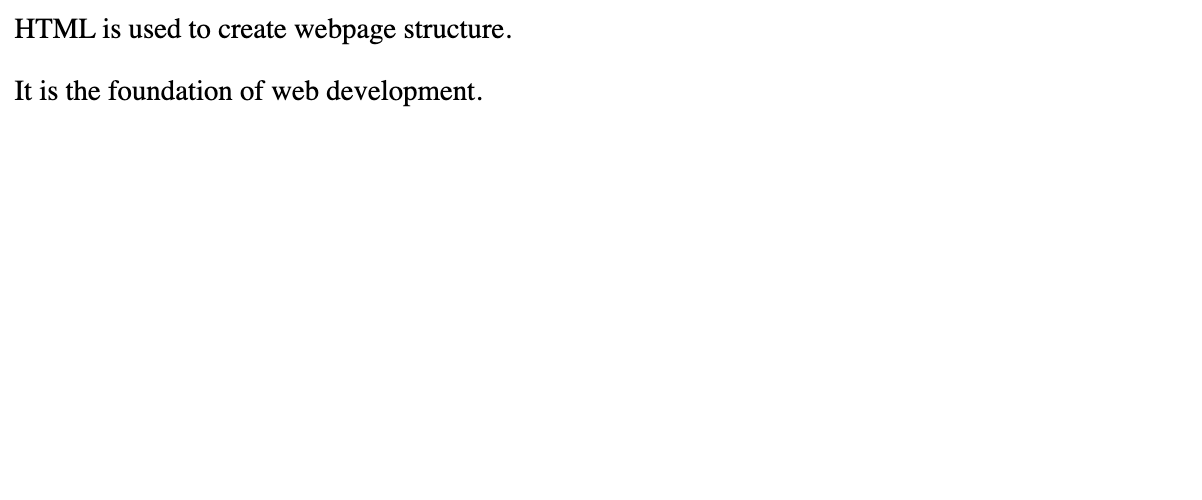 HTML is used to create webpage structure.
It is the foundation of web development.